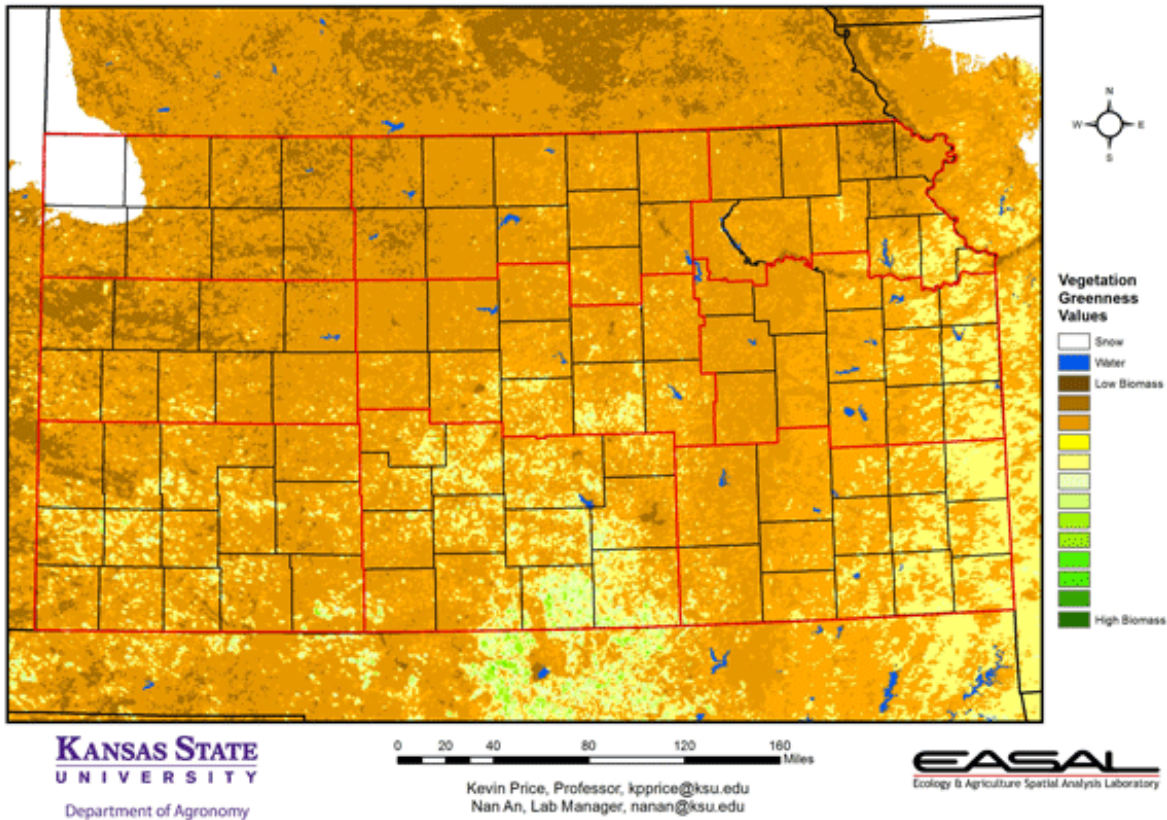 N
W
E
S
Vegetation
Greenness
Values
Snow
Water
Low Biomass
High Biomass
KANSAS STATE
UNIVERSITY
Department of Agronomy
0 20 40 80 120 160
Miles
Kevin Price, Professor, kpprice@ksu.edu
Nan An, Lab Manager, nanan@ksu.edu
EASAL
Ecology & Agriculture Spatial Analysis Laboratory